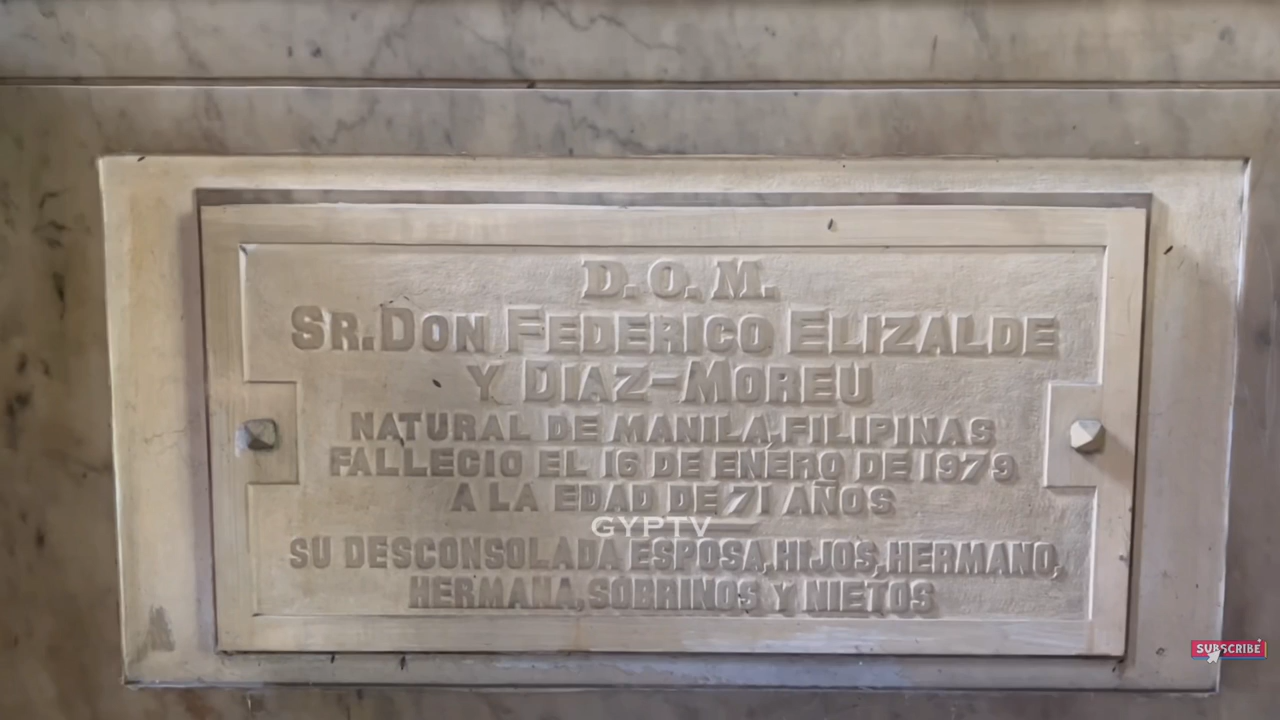 D. O. M.
SR. DON FEDERICO ELIZALDE
Y DIAZ-MOREU
NATURAL DE MANILA, FILIPINAS
FALLECIO EL 16 DE ENERO DE 1979
A LA EDAD DE 71 AÑOS
GYPTV
SU DESCONSOLADA ESPOSA, HIJOS, HERMANO,
HERMANA, SOBRINOS Y NIETOS
SUBSCRIBE